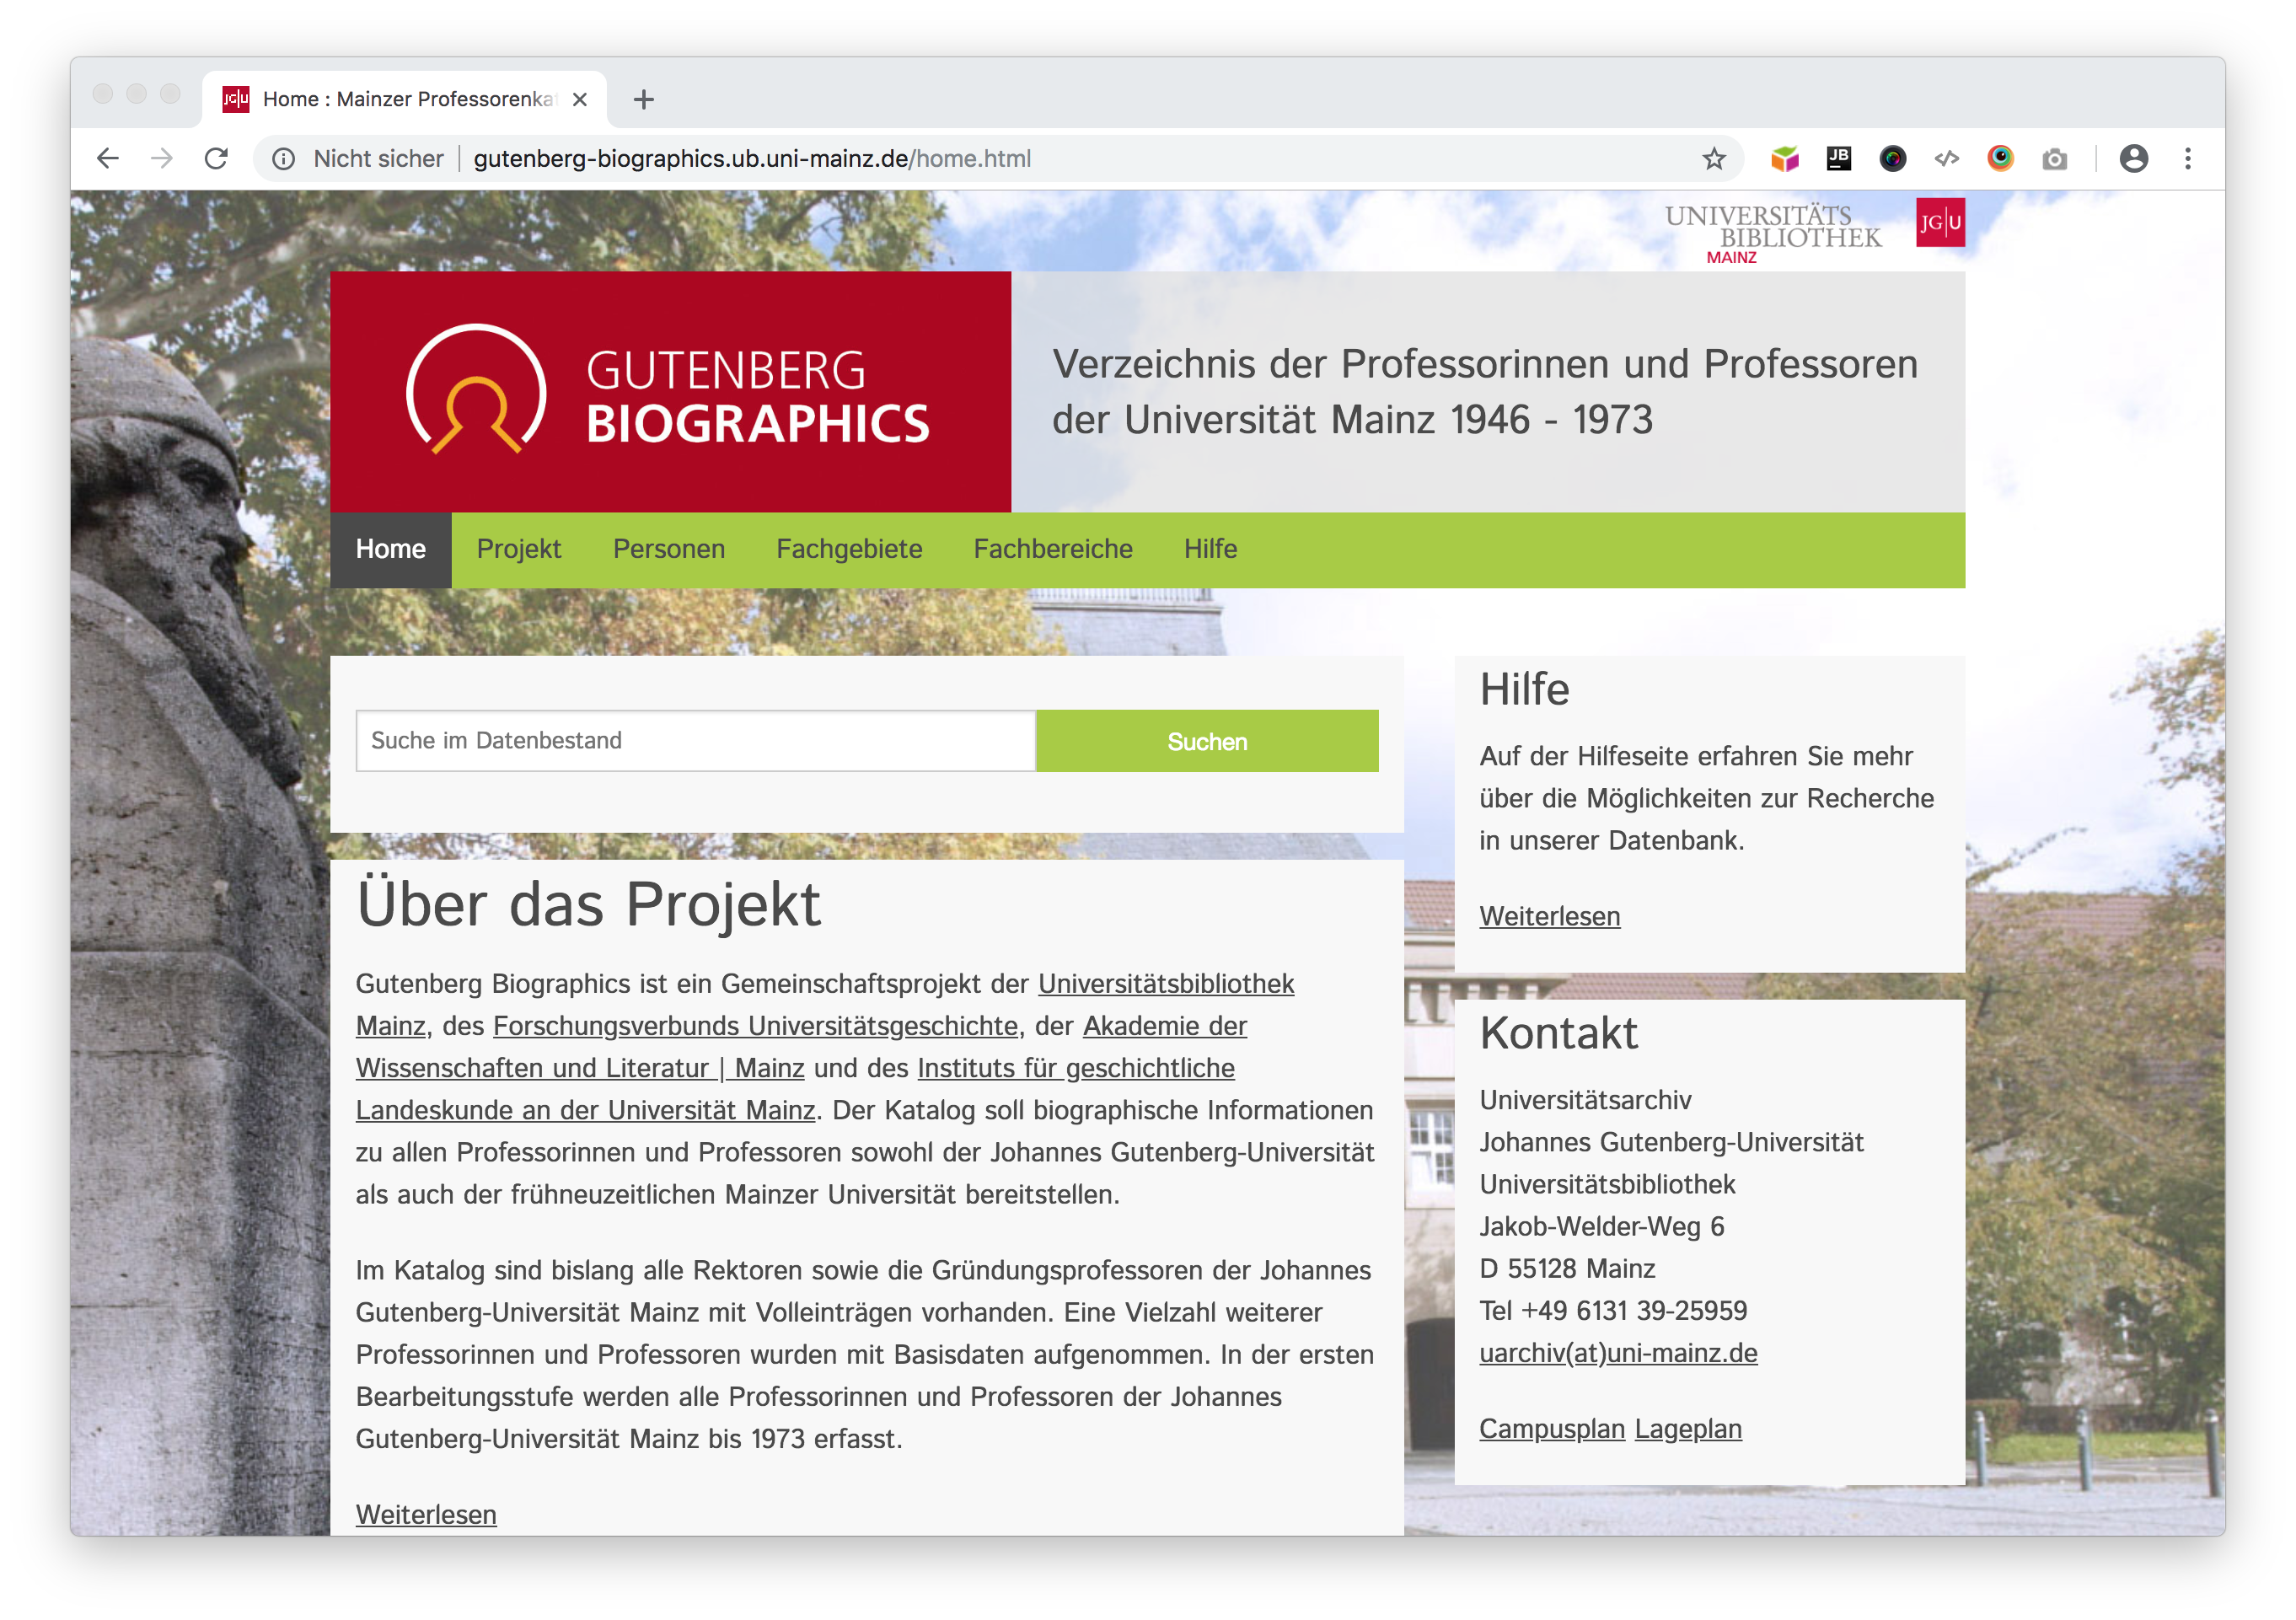 Home : Mainzer Professorenka
Nicht sicher
gutenberg-biographics.ub.uni-mainz.de/home.html
JB
UNIVERSITÄTS
BIBLIOTHEK
MAINZ
JG|U
GUTENBERG
BIOGRAPHICS
Verzeichnis der Professorinnen und Professoren
der Universität Mainz 1946 - 1973
Home Projekt Personen Fachgebiete Fachbereiche Hilfe
Suche im Datenbestand
Suchen
Über das Projekt
Gutenberg Biographics ist ein Gemeinschaftsprojekt der Universitätsbibliothek
Mainz, des Forschungsverbunds Universitätsgeschichte, der Akademie der
Wissenschaften und Literatur | Mainz und des Instituts für geschichtliche
Landeskunde an der Universität Mainz. Der Katalog soll biographische Informationen
zu allen Professorinnen und Professoren sowohl der Johannes Gutenberg-Universität
als auch der frühneuzeitlichen Mainzer Universität bereitstellen.
Im Katalog sind bislang alle Rektoren sowie die Gründungsprofessoren der Johannes
Gutenberg-Universität Mainz mit Volleinträgen vorhanden. Eine Vielzahl weiterer
Professorinnen und Professoren wurden mit Basisdaten aufgenommen. In der ersten
Bearbeitungsstufe werden alle Professorinnen und Professoren der Johannes
Gutenberg-Universität Mainz bis 1973 erfasst.
Weiterlesen
Hilfe
Auf der Hilfeseite erfahren Sie mehr
über die Möglichkeiten zur Recherche
in unserer Datenbank.
Weiterlesen
Kontakt
Universitätsarchiv
Johannes Gutenberg-Universität
Universitätsbibliothek
Jakob-Welder-Weg 6
D 55128 Mainz
Tel +49 6131 39-25959
uarchiv(at)uni-mainz.de
Campusplan Lageplan